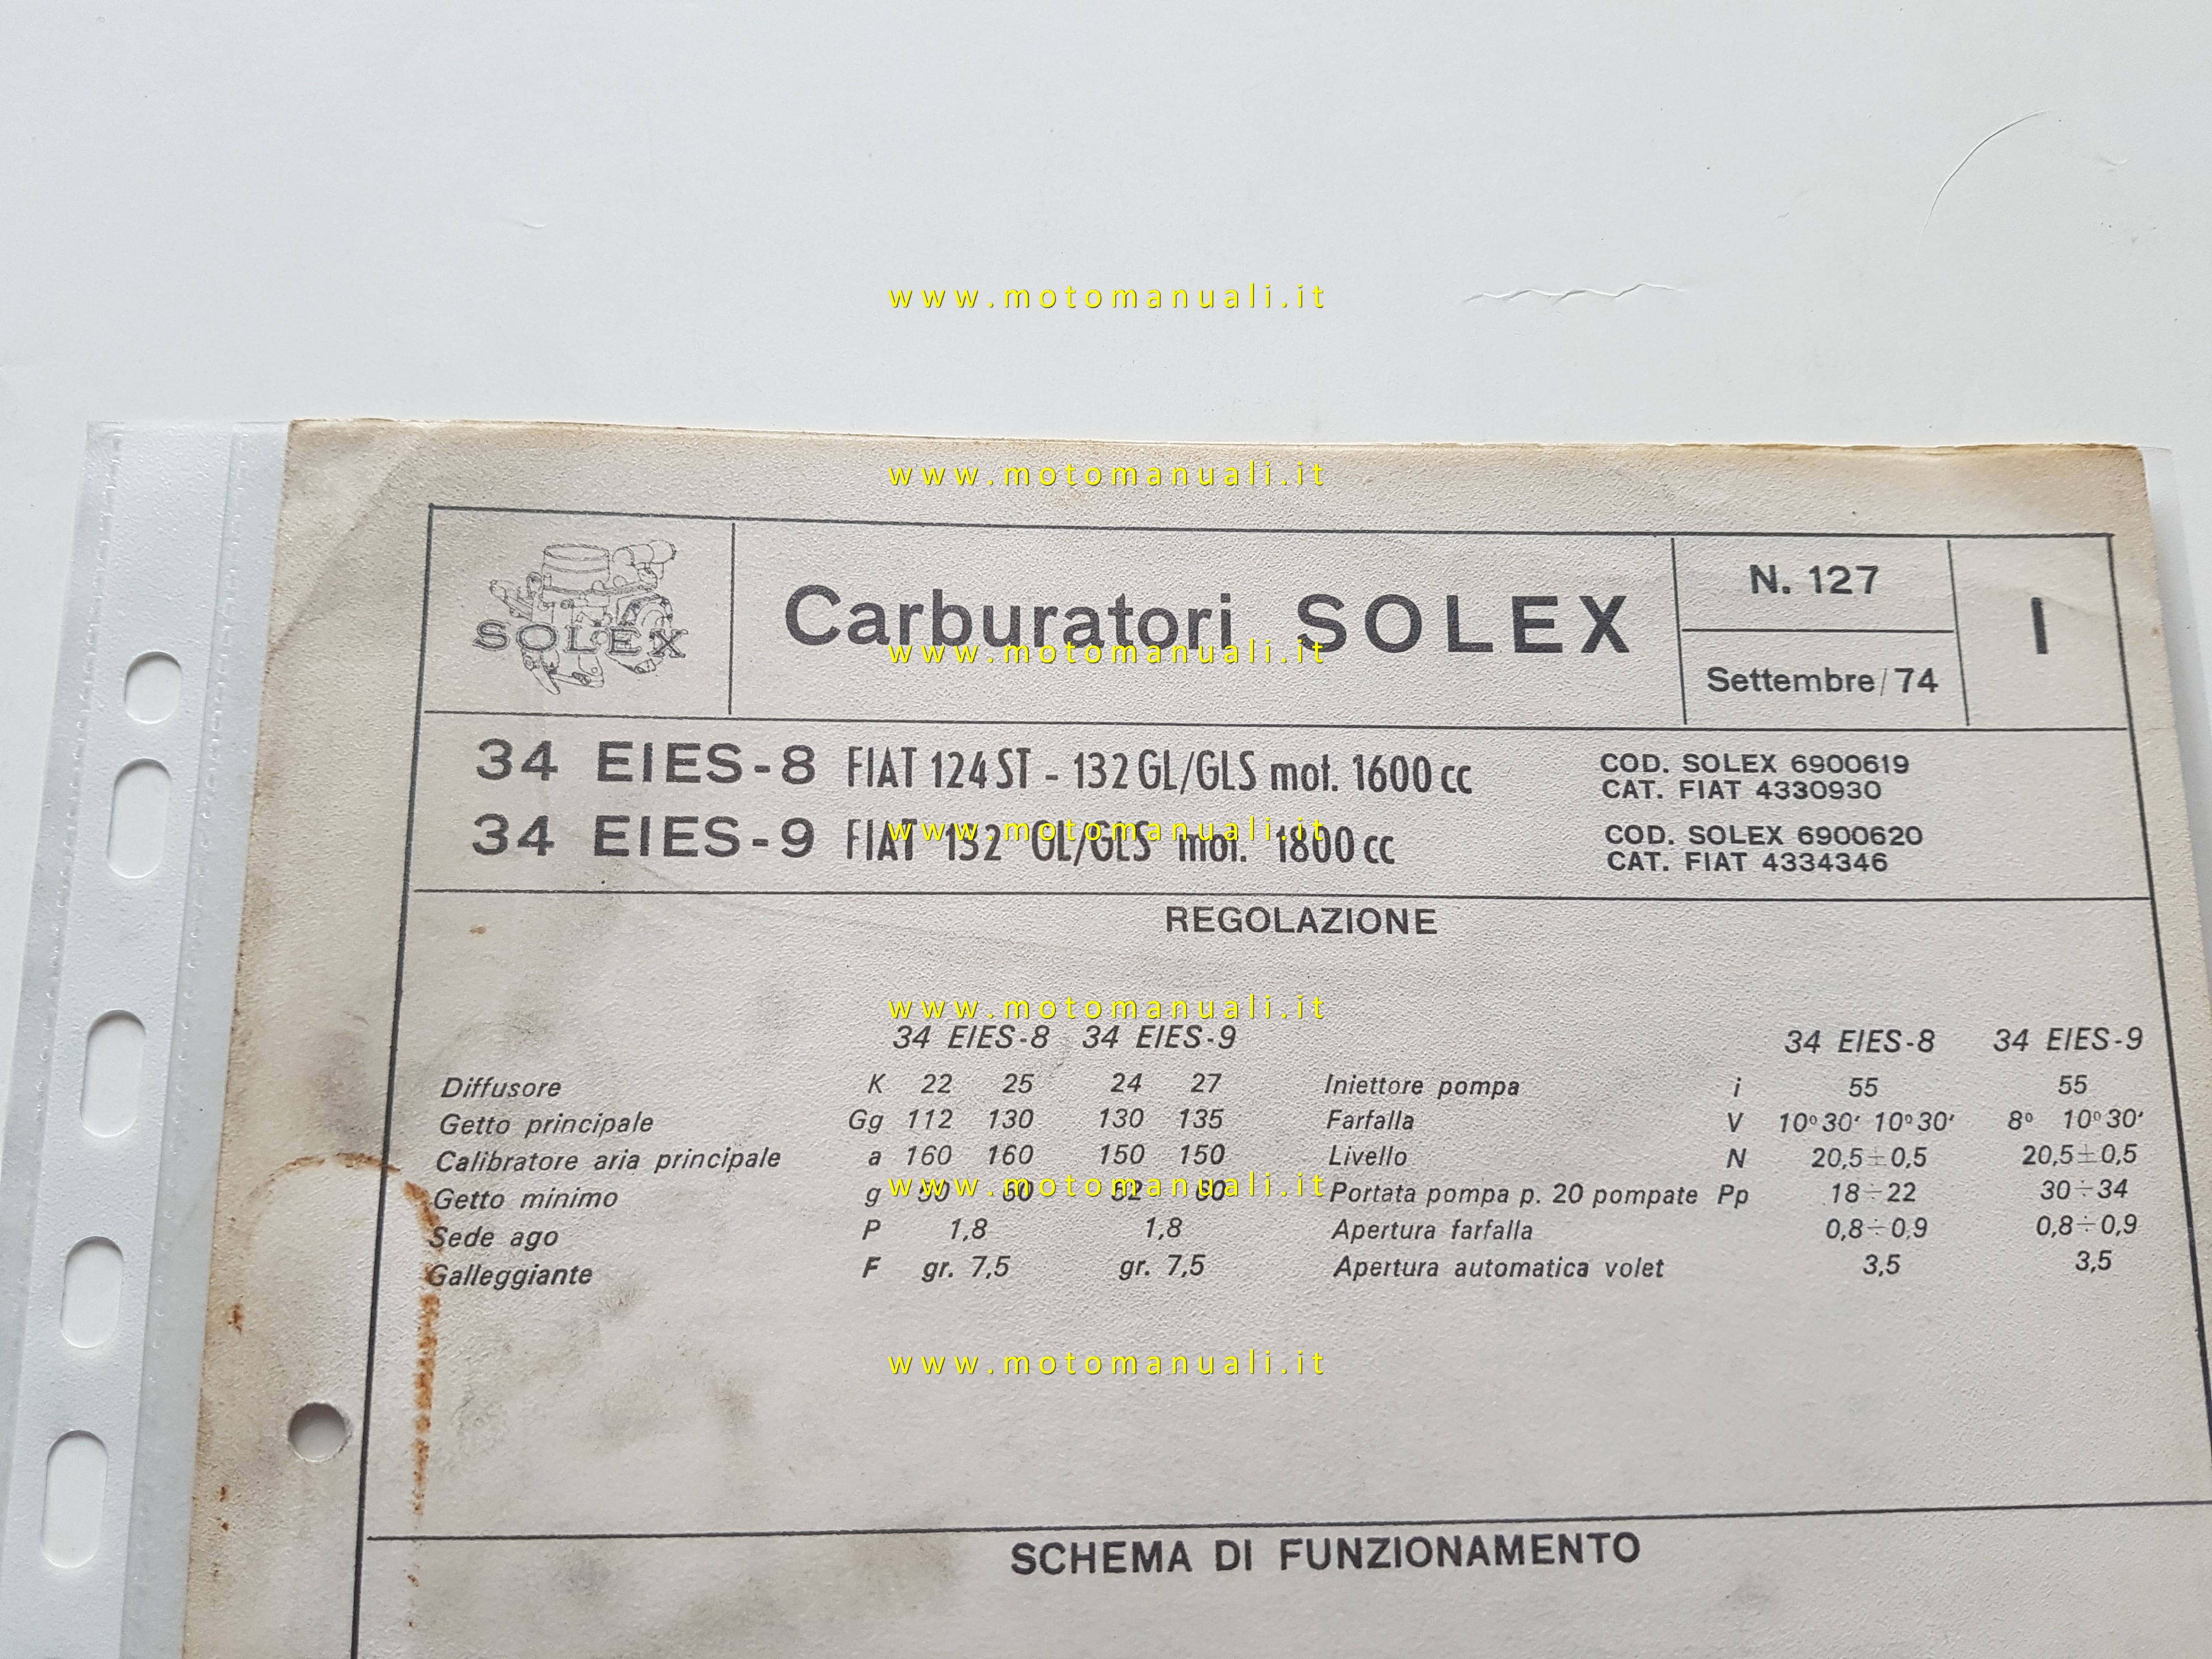 www.motomanuali.it
www.motomanuali.it
SOLEX
Carburatori SOLEX
www.motomanuali.it
N. 127
Settembre/74
I
34 EIES-8 FIAT 124 ST - 132 GL/GLS mot. 1600 cc
COD. SOLEX 6900619
CAT. FIAT 4330930
34 EIES-9 FIAT 132 GL/GLS mot. 1800 cc
www.motomanuali.it
COD. SOLEX 6900620
CAT. FIAT 4334346
REGOLAZIONE
www.motomanuali.it
34 EIES-8 34 EIES-9
Diffusore K 22 25 24 27
Getto principale Gg 112 130 130 135
Calibratore aria principale a 160 160 150 150
Getto minimo g
www.motomanuali.it
Sede ago P 1,8 1,8
Galleggiante F gr. 7,5 gr. 7,5
34 EIES-8 34 EIES-9
Iniettore pompa i 55 55
Farfalla V 10°30' 10°30' 8° 10°30'
Livello N 20,5±0,5 20,5±0,5
Portata pompa p. 20 pompate Pp 18÷22 30÷34
Apertura farfalla 0,8÷0,9 0,8÷0,9
Apertura automatica volet 3,5 3,5
www.motomanuali.it
SCHEMA DI FUNZIONAMENTO